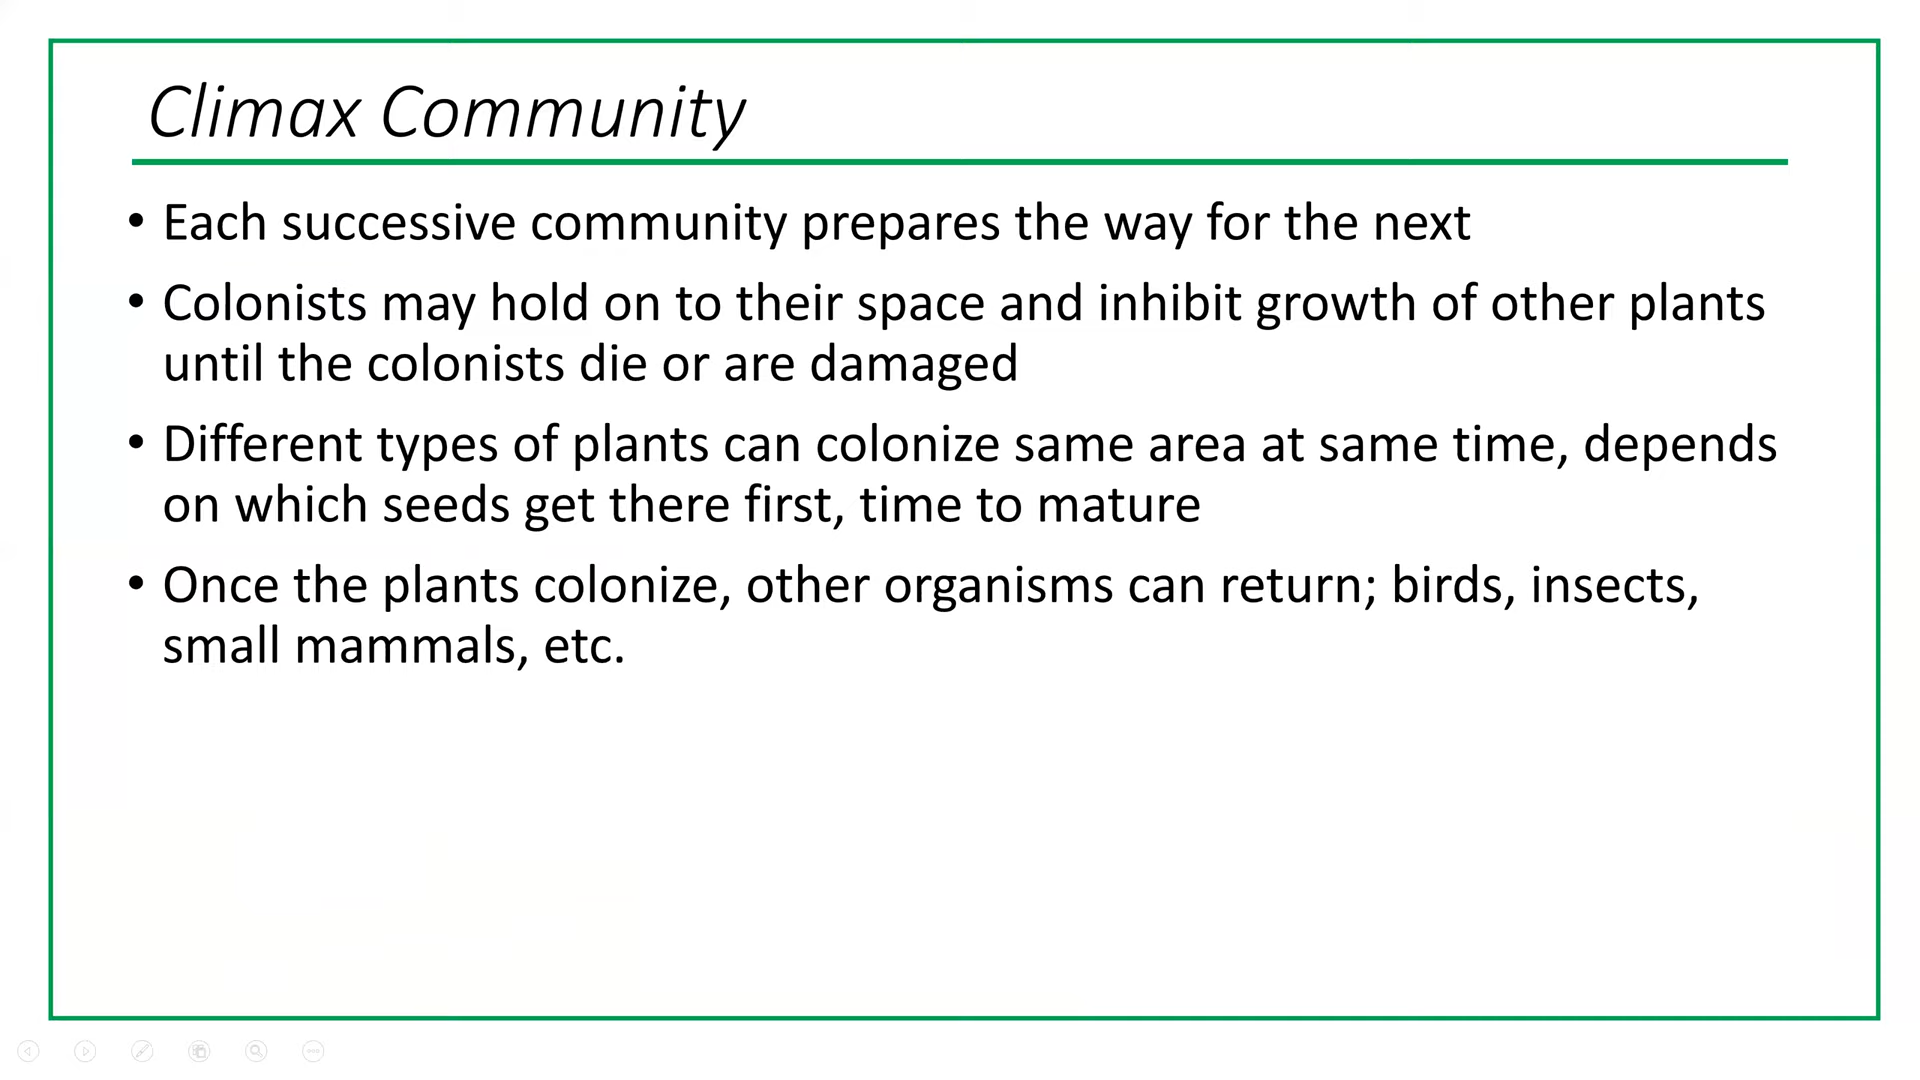 Climax Community
• Each successive community prepares the way for the next
• Colonists may hold on to their space and inhibit growth of other plants
until the colonists die or are damaged
• Different types of plants can colonize same area at same time, depends
on which seeds get there first, time to mature
• Once the plants colonize, other organisms can return; birds, insects,
small mammals, etc.